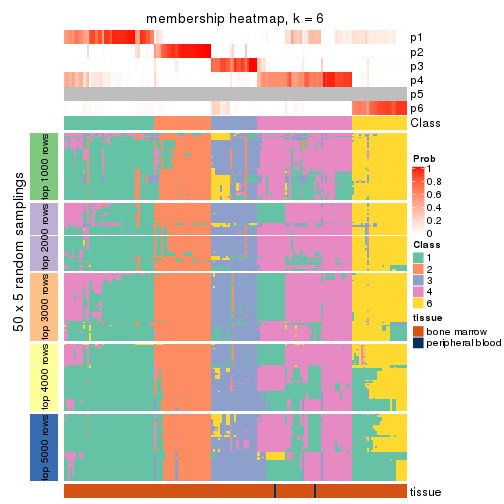 membership heatmap, k = 6
p1
p2
p3
p4
p5
p6
Class
50 x 5 random samplings
top 1000 rows
top 2000 rows
top 3000 rows
top 4000 rows
top 5000 rows
tissue
Prob
1
0.8
0.6
0.4
0.2
0
Class
1
2
3
4
6
tissue
bone marrow
peripheral blood